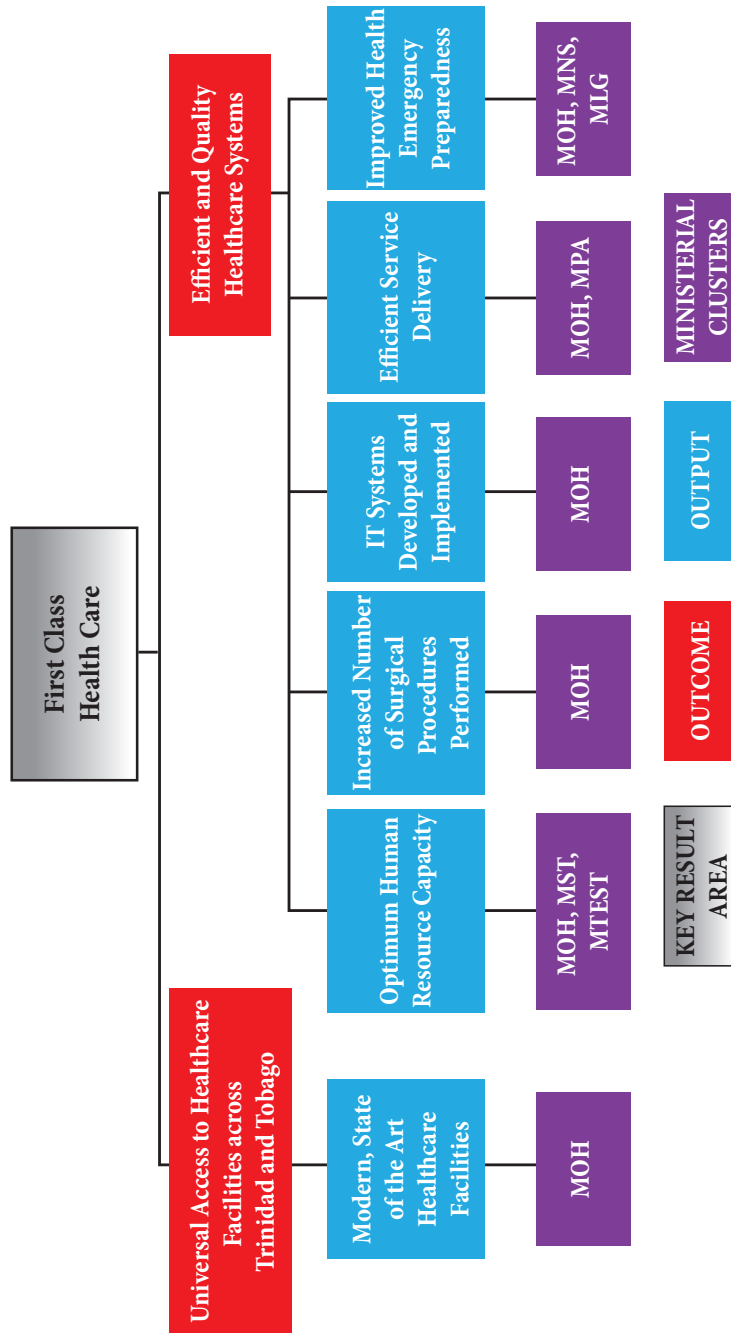 First Class
Health Care
Universal Access to Healthcare
Facilities across
Trinidad and Tobago
Efficient and Quality
Healthcare Systems
Modern, State
of the Art
Healthcare
Facilities
Optimum Human
Resource Capacity
Increased Number
of Surgical
Procedures
Performed
IT Systems
Developed and
Implemented
Efficient Service
Delivery
Improved Health
Emergency
Preparedness
MOH
MOH, MST,
MTEST
MOH
MOH
MOH, MPA
MOH, MNS,
MLG
KEY RESULT
AREA
OUTCOME
OUTPUT
MINISTERIAL
CLUSTERS